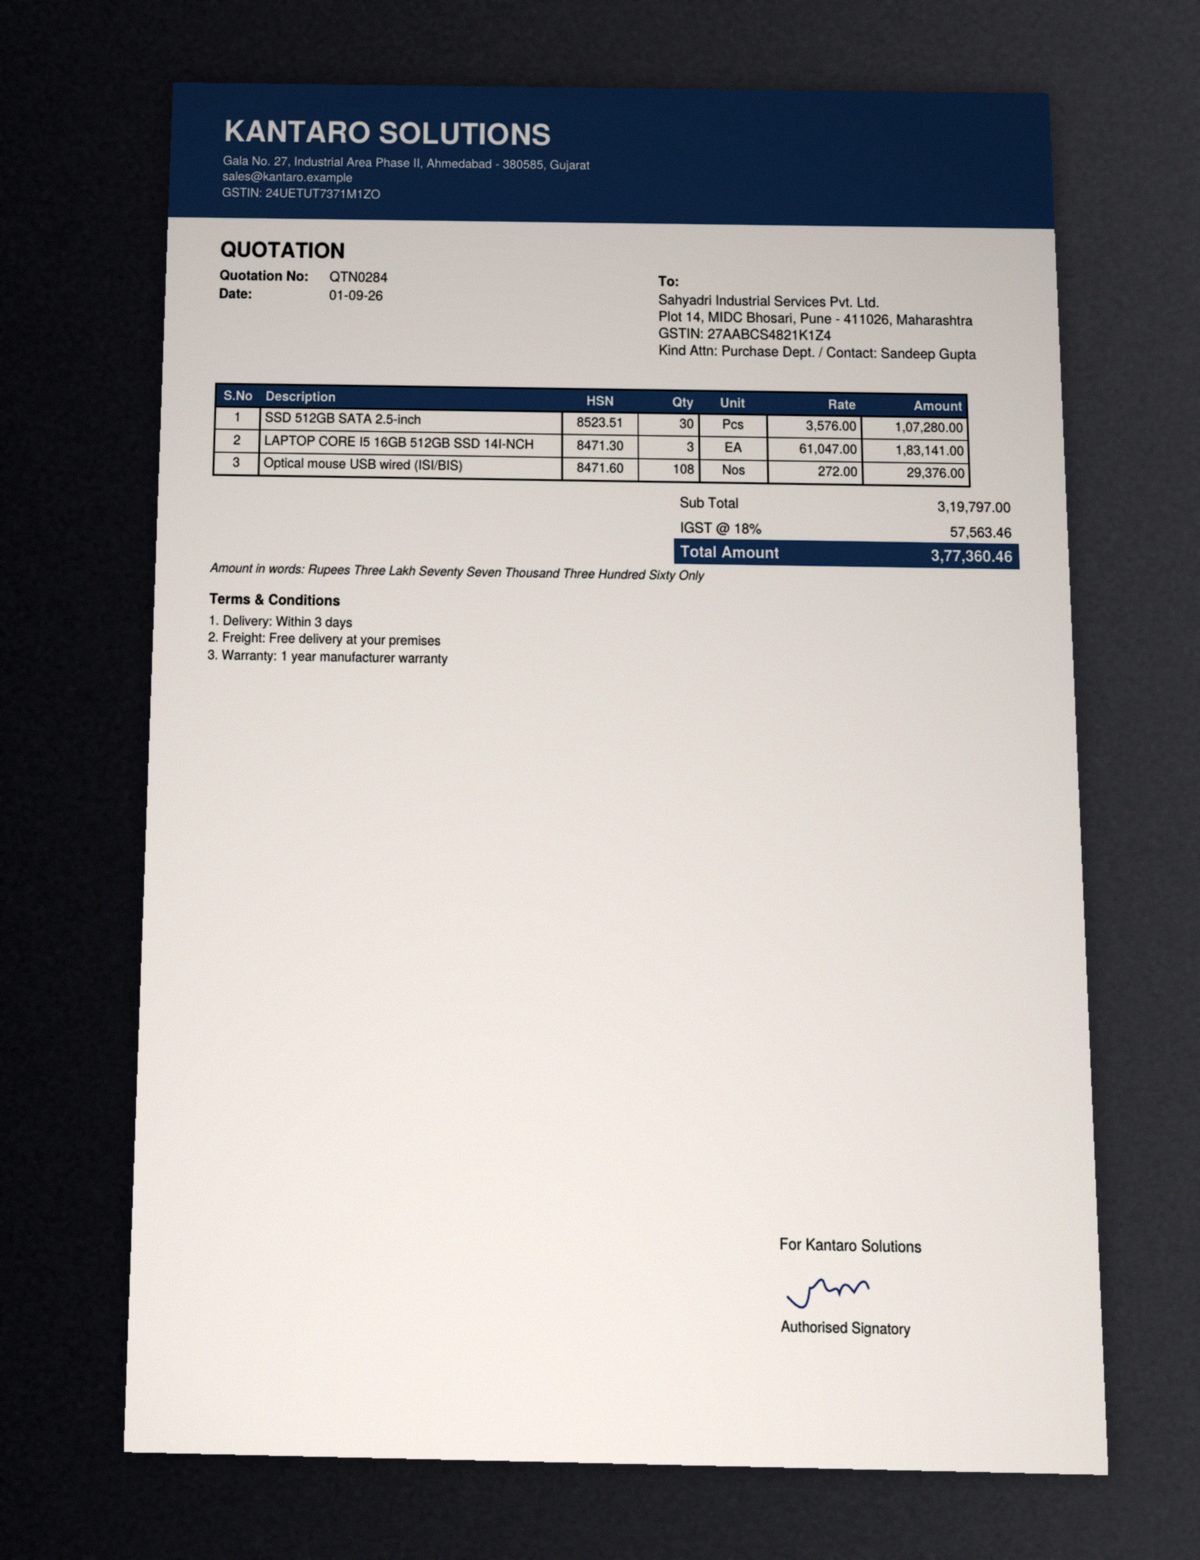 KANTARO SOLUTIONS
Gala No. 27, Industrial Area Phase II, Ahmedabad - 380585, Gujarat
sales@kantaro.example
GSTIN: 24UETUT7371M1ZO
QUOTATION
Quotation No: QTN0284
Date: 01-09-26
To:
Sahyadri Industrial Services Pvt. Ltd.
Plot 14, MIDC Bhosari, Pune - 411026, Maharashtra
GSTIN: 27AABCS4821K1Z4
Kind Attn: Purchase Dept. / Contact: Sandeep Gupta
S.No Description HSN Qty Unit Rate Amount
1 SSD 512GB SATA 2.5-inch 8523.51 30 Pcs 3,576.00 1,07,280.00
2 LAPTOP CORE I5 16GB 512GB SSD 14I-NCH 8471.30 3 EA 61,047.00 1,83,141.00
3 Optical mouse USB wired (ISI/BIS) 8471.60 108 Nos 272.00 29,376.00
Sub Total 3,19,797.00
IGST @ 18% 57,563.46
Total Amount 3,77,360.46
Amount in words: Rupees Three Lakh Seventy Seven Thousand Three Hundred Sixty Only
Terms & Conditions
1. Delivery: Within 3 days
2. Freight: Free delivery at your premises
3. Warranty: 1 year manufacturer warranty
For Kantaro Solutions
Authorised Signatory